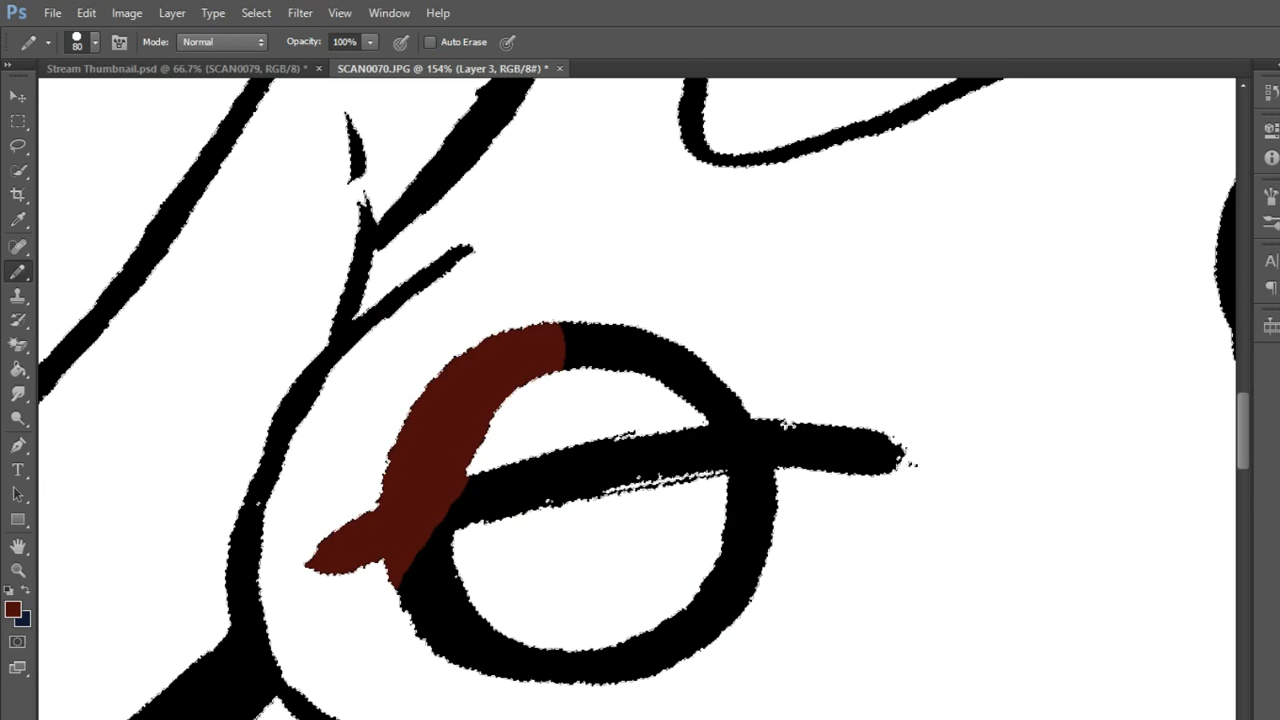 Ps File Edit Image Layer Type Select Filter View Window Help
80 Mode: Normal Opacity: 100% Auto Erase
Stream Thumbnail.psd @ 66.7% (SCAN0079, RGB/8) * × SCAN0070.JPG @ 154% (Layer 3, RGB/8#) * ×